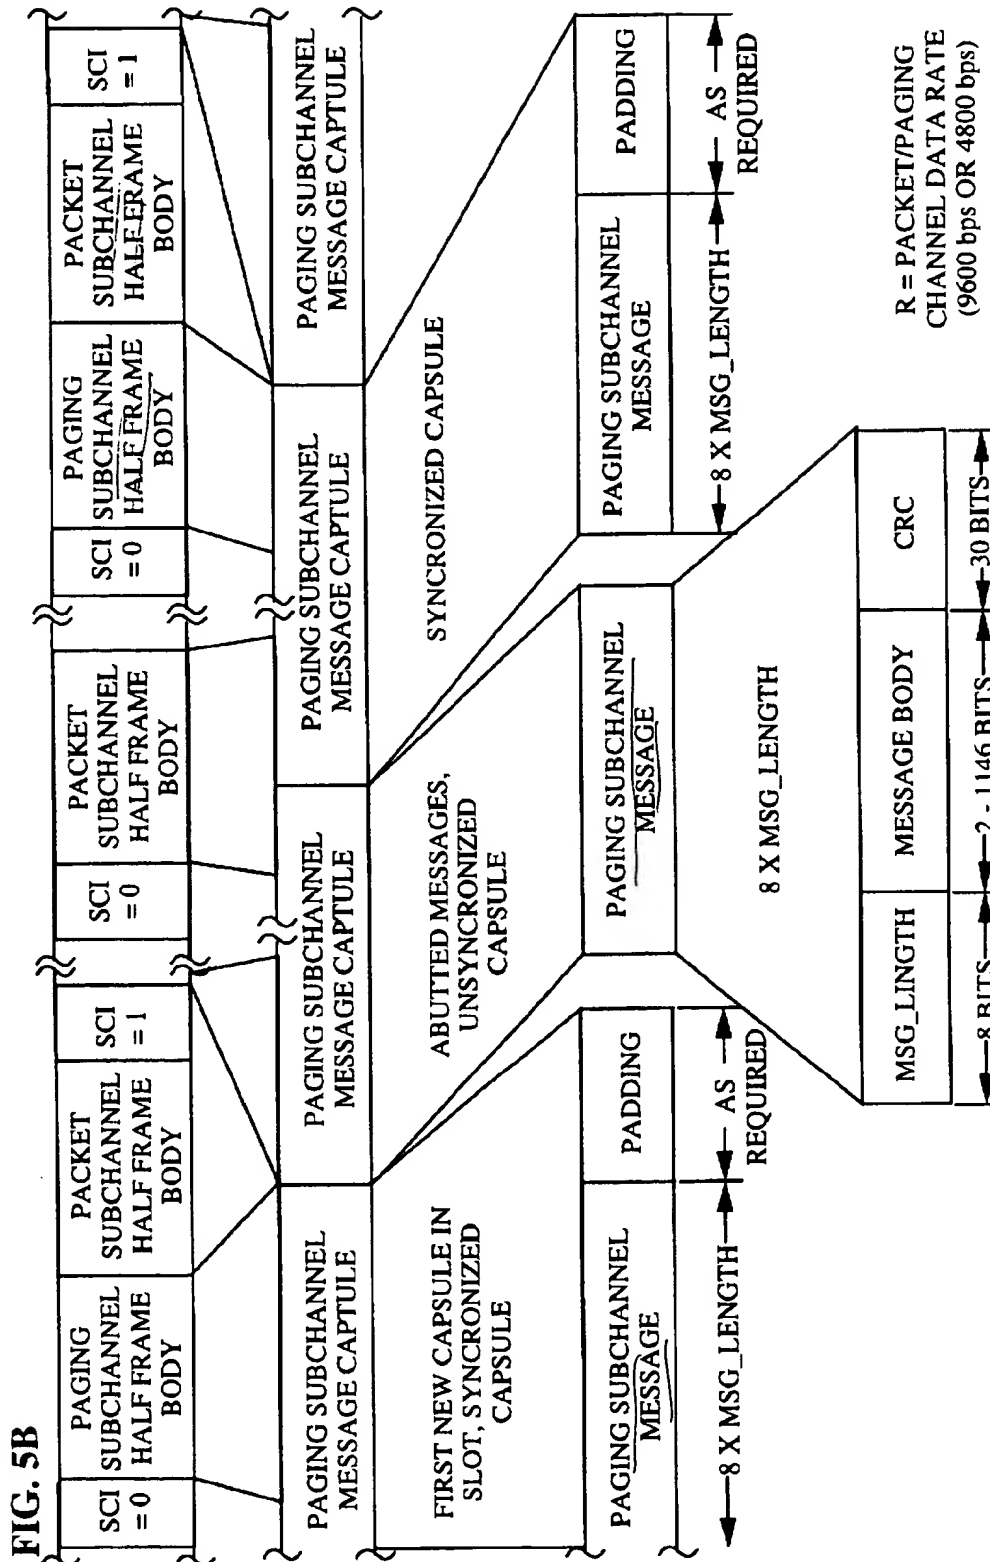 FIG. 5B
SCI
= 0
PAGING
SUBCHANNEL
HALF FRAME
BODY
PACKET
SUBCHANNEL
HALF FRAME
BODY
SCI
= 1
SCI
= 0
PACKET
SUBCHANNEL
HALF FRAME
BODY
SCI
= 0
PAGING
SUBCHANNEL
HALF FRAME
BODY
PACKET
SUBCHANNEL
HALF FRAME
BODY
SCI
= 1
PAGING SUBCHANNEL
MESSAGE CAPTULE
PAGING SUBCHANNEL
MESSAGE CAPTULE
PAGING SUBCHANNEL
MESSAGE CAPTULE
PAGING SUBCHANNEL
MESSAGE CAPTULE
FIRST NEW CAPSULE IN
SLOT, SYNCRONIZED
CAPSULE
ABUTTED MESSAGES,
UNSYNCRONIZED
CAPSULE
SYNCRONIZED CAPSULE
PAGING SUBCHANNEL
MESSAGE
PADDING
PAGING SUBCHANNEL
MESSAGE
PAGING SUBCHANNEL
MESSAGE
PADDING
8 X MSG_LENGTH
AS
REQUIRED
8 X MSG_LENGTH
8 X MSG_LENGTH
AS
REQUIRED
MSG_LINGTH
MESSAGE BODY
CRC
8 BITS
2 - 1146 BITS
30 BITS
R = PACKET/PAGING
CHANNEL DATA RATE
(9600 bps OR 4800 bps)